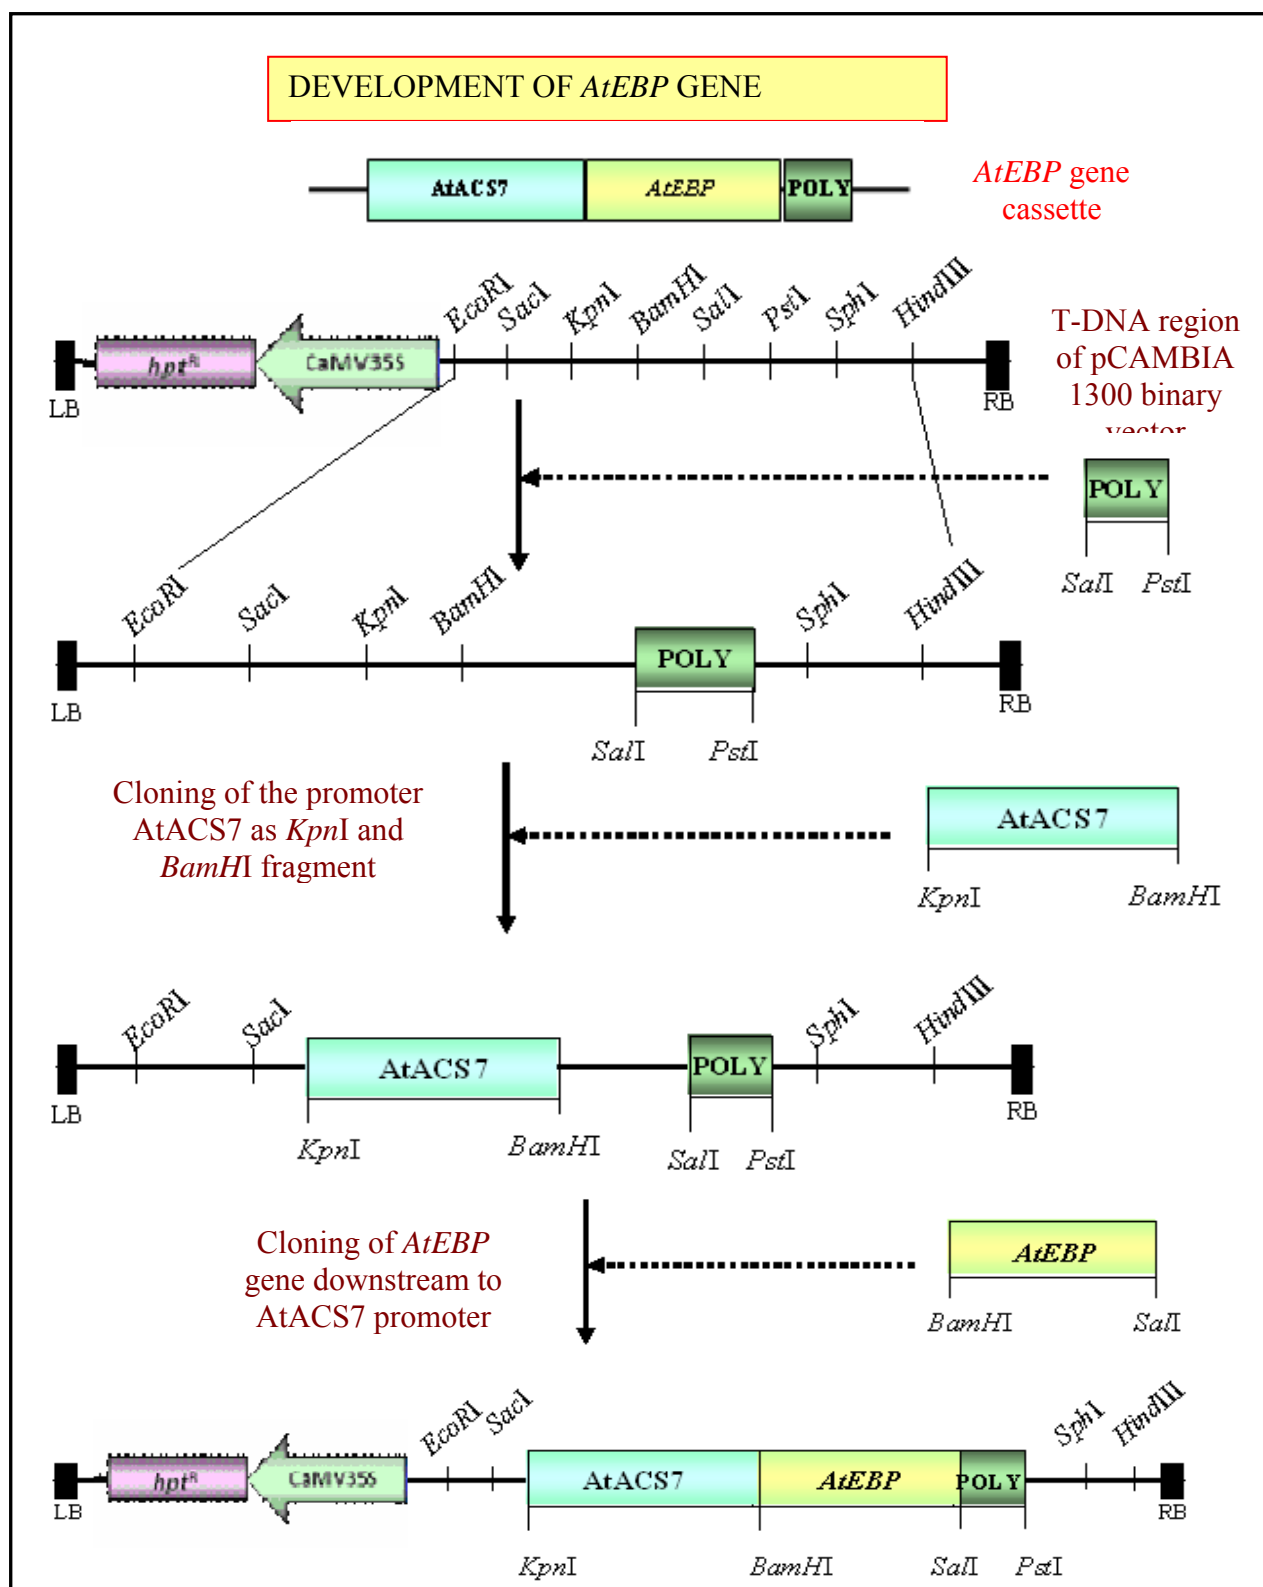 DEVELOPMENT OF AtEBP GENE
AtACS7 AtEBP POLY
AtEBP gene
cassette
EcoRI SacI KpnI BamHI SalI PstI SphI HindIII
hptR CaMV35S
LB RB
T-DNA region
of pCAMBIA
1300 binary
vector
POLY
SalI PstI
EcoRI SacI KpnI BamHI SphI HindIII
POLY
LB RB
SalI PstI
Cloning of the promoter
AtACS7 as KpnI and
BamHI fragment
AtACS7
KpnI BamHI
EcoRI SacI SphI HindIII
AtACS7 POLY
LB RB
KpnI BamHI SalI PstI
Cloning of AtEBP
gene downstream to
AtACS7 promoter
AtEBP
BamHI SalI
EcoRI SacI SphI HindIII
hptR CaMV35S AtACS7 AtEBP POLY
LB RB
KpnI BamHI SalI PstI